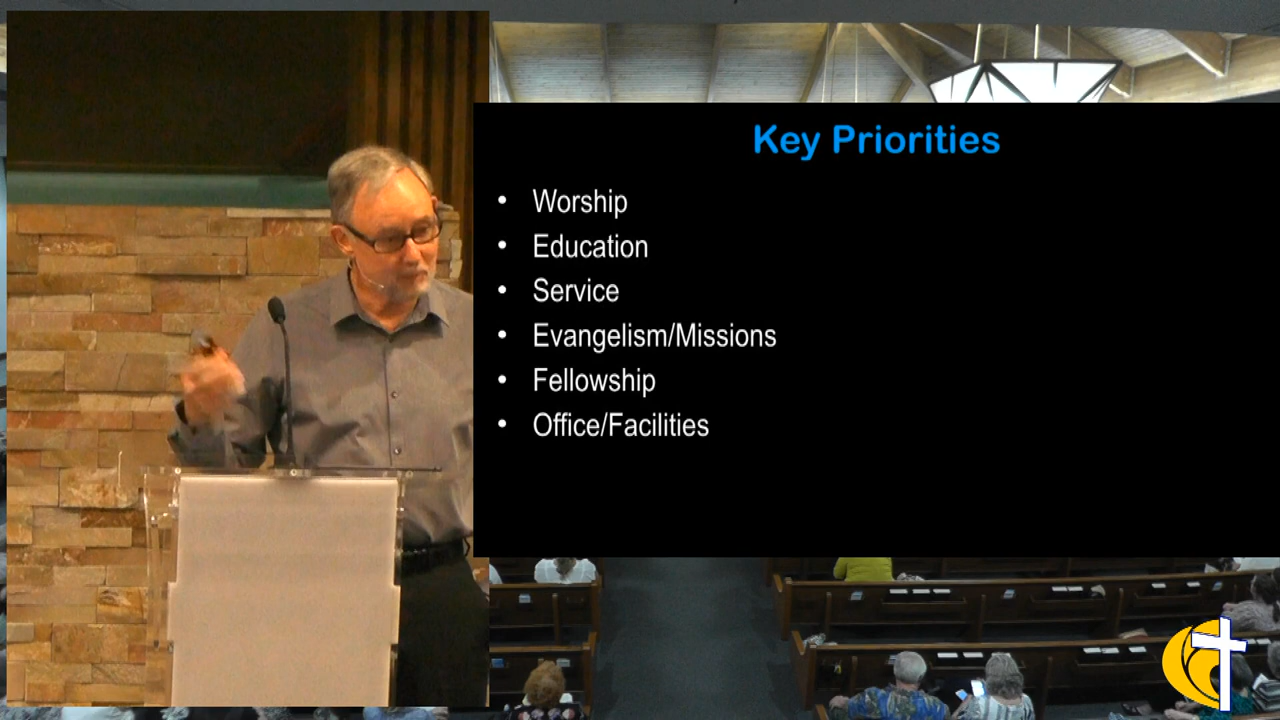 Key Priorities
• Worship
• Education
• Service
• Evangelism/Missions
• Fellowship
• Office/Facilities